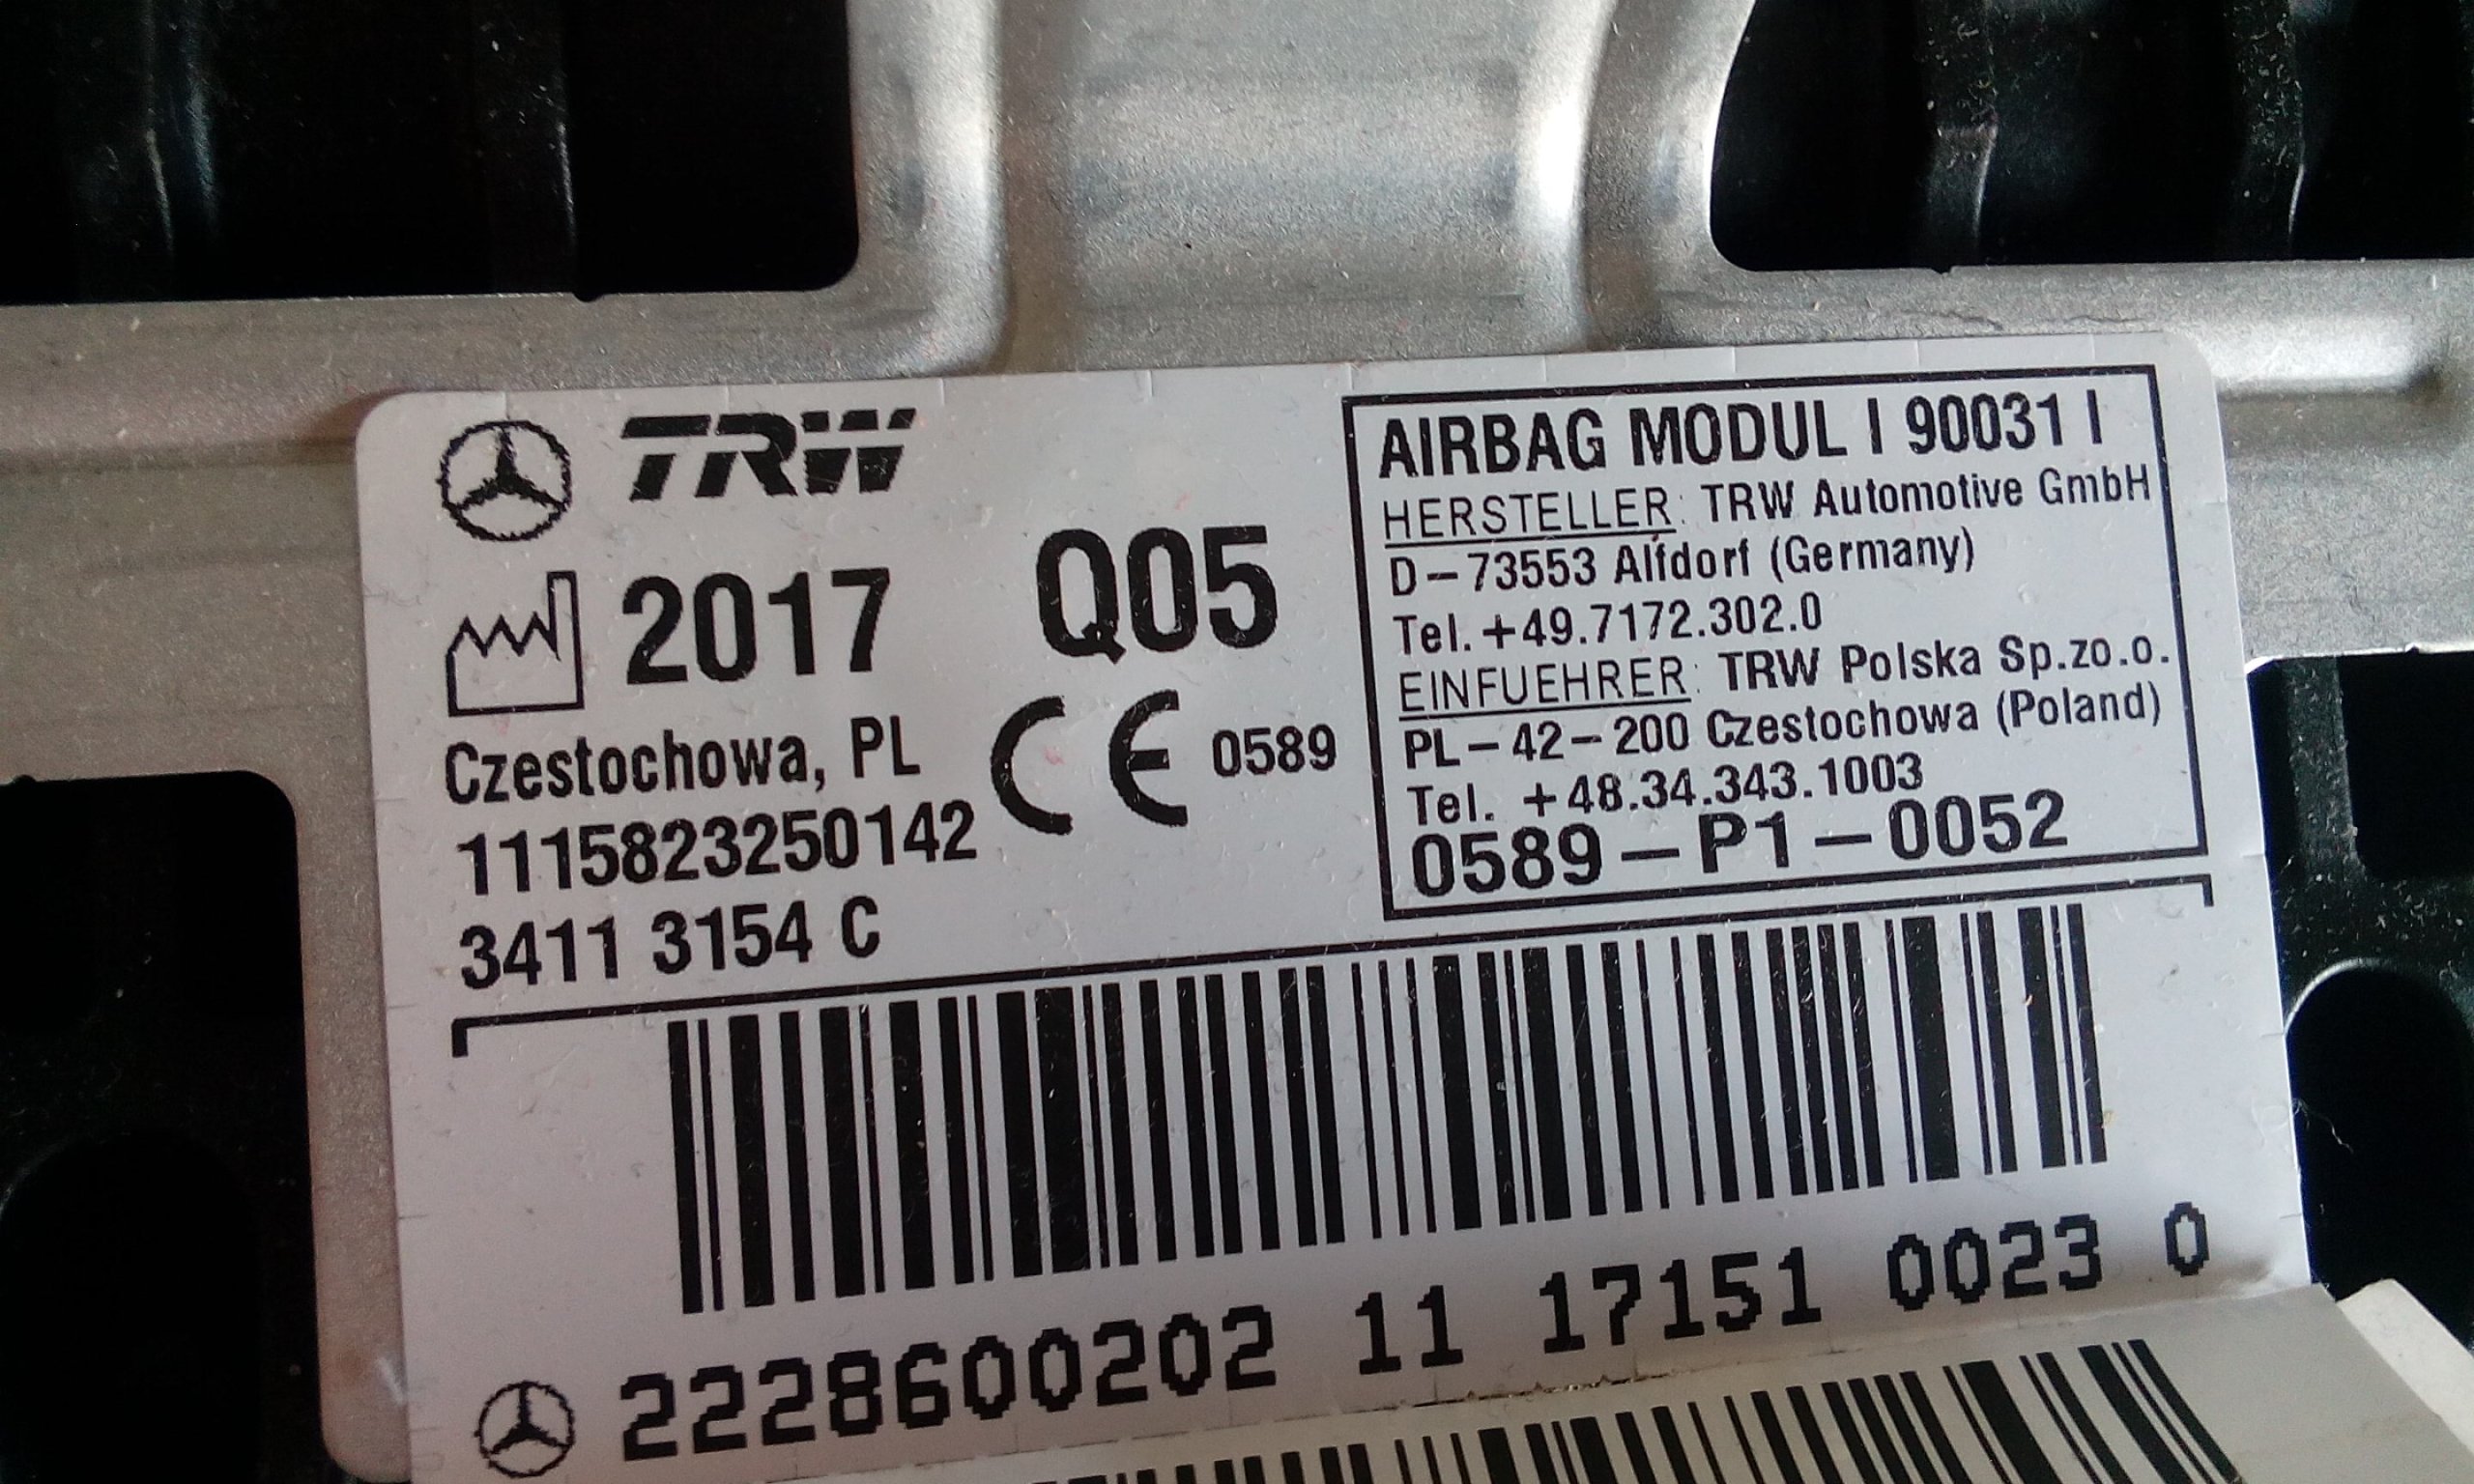 TRW
2017 Q05
Czestochowa, PL
CE 0589
1115823250142
3411 3154 C
AIRBAG MODUL I 90031 I
HERSTELLER: TRW Automotive GmbH
D-73553 Alfdorf (Germany)
Tel. +49.7172.302.0
EINFUEHRER: TRW Polska Sp.zo.o.
PL-42-200 Czestochowa (Poland)
Tel. +48.34.343.1003
0589-P1-0052
2228600202 11 17151 0023 0